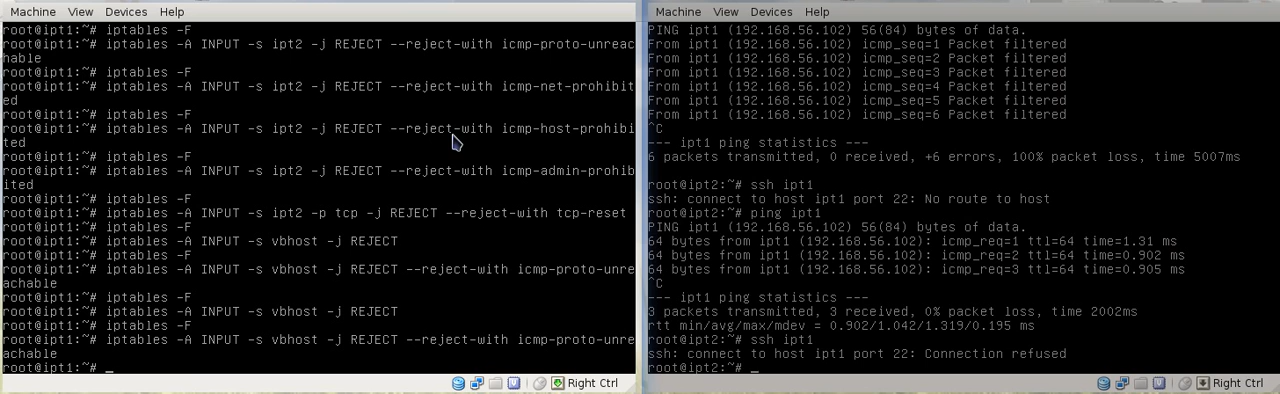 Machine View Devices Help
root@ipt1:~# iptables -F
root@ipt1:~# iptables -A INPUT -s ipt2 -j REJECT --reject-with icmp-proto-unreac
hable
root@ipt1:~# iptables -F
root@ipt1:~# iptables -A INPUT -s ipt2 -j REJECT --reject-with icmp-net-prohibit
ed
root@ipt1:~# iptables -F
root@ipt1:~# iptables -A INPUT -s ipt2 -j REJECT --reject-with icmp-host-prohibi
ted
root@ipt1:~# iptables -F
root@ipt1:~# iptables -A INPUT -s ipt2 -j REJECT --reject-with icmp-admin-prohib
ited
root@ipt1:~# iptables -F
root@ipt1:~# iptables -A INPUT -s ipt2 -p tcp -j REJECT --reject-with tcp-reset
root@ipt1:~# iptables -F
root@ipt1:~# iptables -A INPUT -s vbhost -j REJECT
root@ipt1:~# iptables -F
root@ipt1:~# iptables -A INPUT -s vbhost -j REJECT --reject-with icmp-proto-unre
achable
root@ipt1:~# iptables -F
root@ipt1:~# iptables -A INPUT -s vbhost -j REJECT
root@ipt1:~# iptables -F
root@ipt1:~# iptables -A INPUT -s vbhost -j REJECT --reject-with icmp-proto-unre
achable
root@ipt1:~# _
Right Ctrl
Machine View Devices Help
PING ipt1 (192.168.56.102) 56(84) bytes of data.
From ipt1 (192.168.56.102) icmp_seq=1 Packet filtered
From ipt1 (192.168.56.102) icmp_seq=2 Packet filtered
From ipt1 (192.168.56.102) icmp_seq=3 Packet filtered
From ipt1 (192.168.56.102) icmp_seq=4 Packet filtered
From ipt1 (192.168.56.102) icmp_seq=5 Packet filtered
From ipt1 (192.168.56.102) icmp_seq=6 Packet filtered
^C
--- ipt1 ping statistics ---
6 packets transmitted, 0 received, +6 errors, 100% packet loss, time 5007ms
root@ipt2:~# ssh ipt1
ssh: connect to host ipt1 port 22: No route to host
root@ipt2:~# ping ipt1
PING ipt1 (192.168.56.102) 56(84) bytes of data.
64 bytes from ipt1 (192.168.56.102): icmp_req=1 ttl=64 time=1.31 ms
64 bytes from ipt1 (192.168.56.102): icmp_req=2 ttl=64 time=0.902 ms
64 bytes from ipt1 (192.168.56.102): icmp_req=3 ttl=64 time=0.905 ms
^C
--- ipt1 ping statistics ---
3 packets transmitted, 3 received, 0% packet loss, time 2002ms
rtt min/avg/max/mdev = 0.902/1.042/1.319/0.195 ms
root@ipt2:~# ssh ipt1
ssh: connect to host ipt1 port 22: Connection refused
root@ipt2:~# _
Right Ctrl